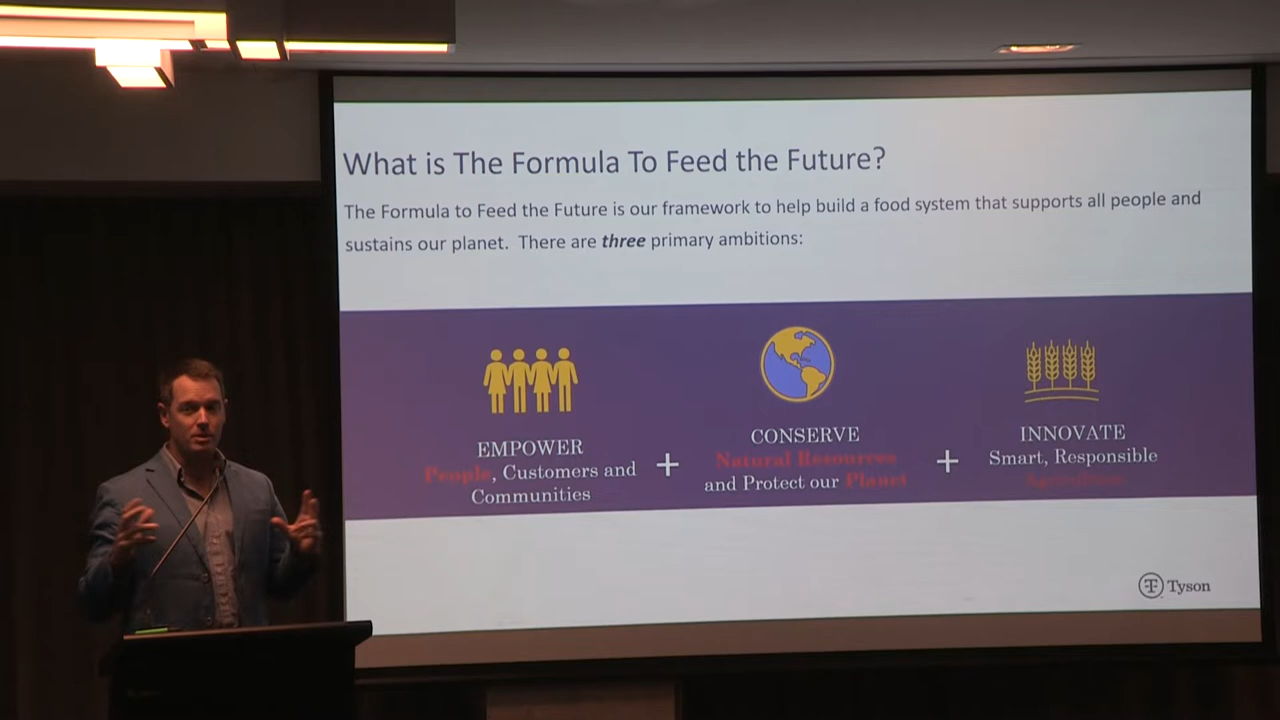 What is The Formula To Feed the Future?
The Formula to Feed the Future is our framework to help build a food system that supports all people and
sustains our planet. There are three primary ambitions:
EMPOWER
People, Customers and
Communities
+
CONSERVE
Natural Resources
and Protect our Planet
+
INNOVATE
Smart, Responsible
Agriculture
Tyson